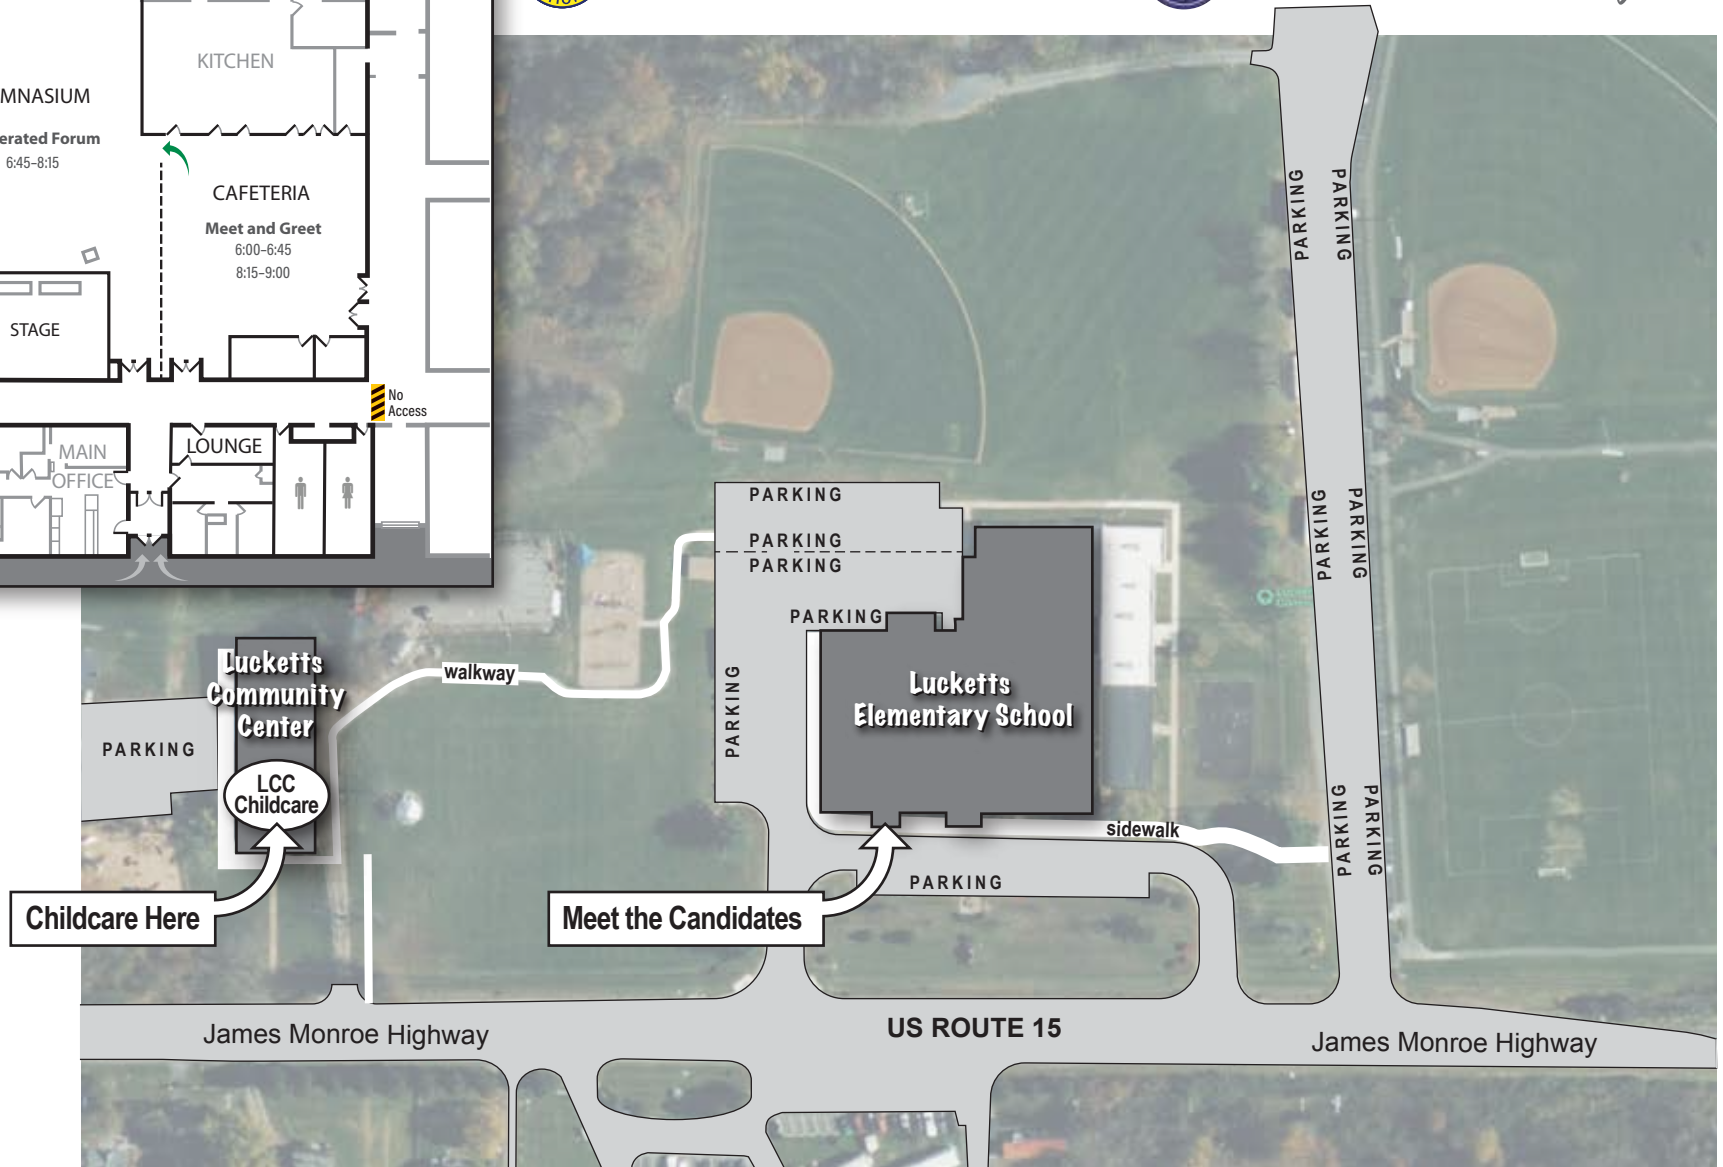 KITCHEN
MNASIUM
erated Forum
6:45–8:15
CAFETERIA
Meet and Greet
6:00–6:45
8:15–9:00
STAGE
No
Access
MAIN
OFFICE
LOUNGE
PARKING
PARKING
PARKING
PARKING
PARKING
PARKING
PARKING
PARKING
PARKING
PARKING
PARKING
walkway
Lucketts
Community
Center
PARKING
LCC
Childcare
Lucketts
Elementary School
sidewalk
PARKING
Childcare Here
Meet the Candidates
James Monroe Highway
US ROUTE 15
James Monroe Highway